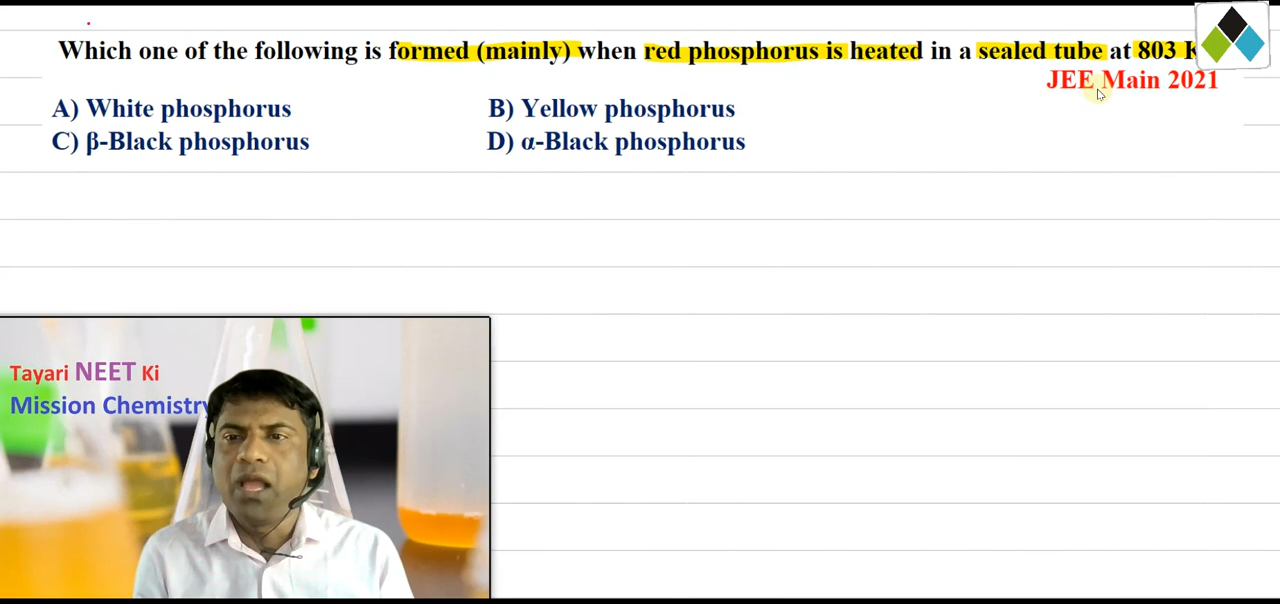 Which one of the following is formed (mainly) when red phosphorus is heated in a sealed tube at 803 K
JEE Main 2021
A) White phosphorus
B) Yellow phosphorus
C) β-Black phosphorus
D) α-Black phosphorus
Tayari NEET Ki
Mission Chemistry